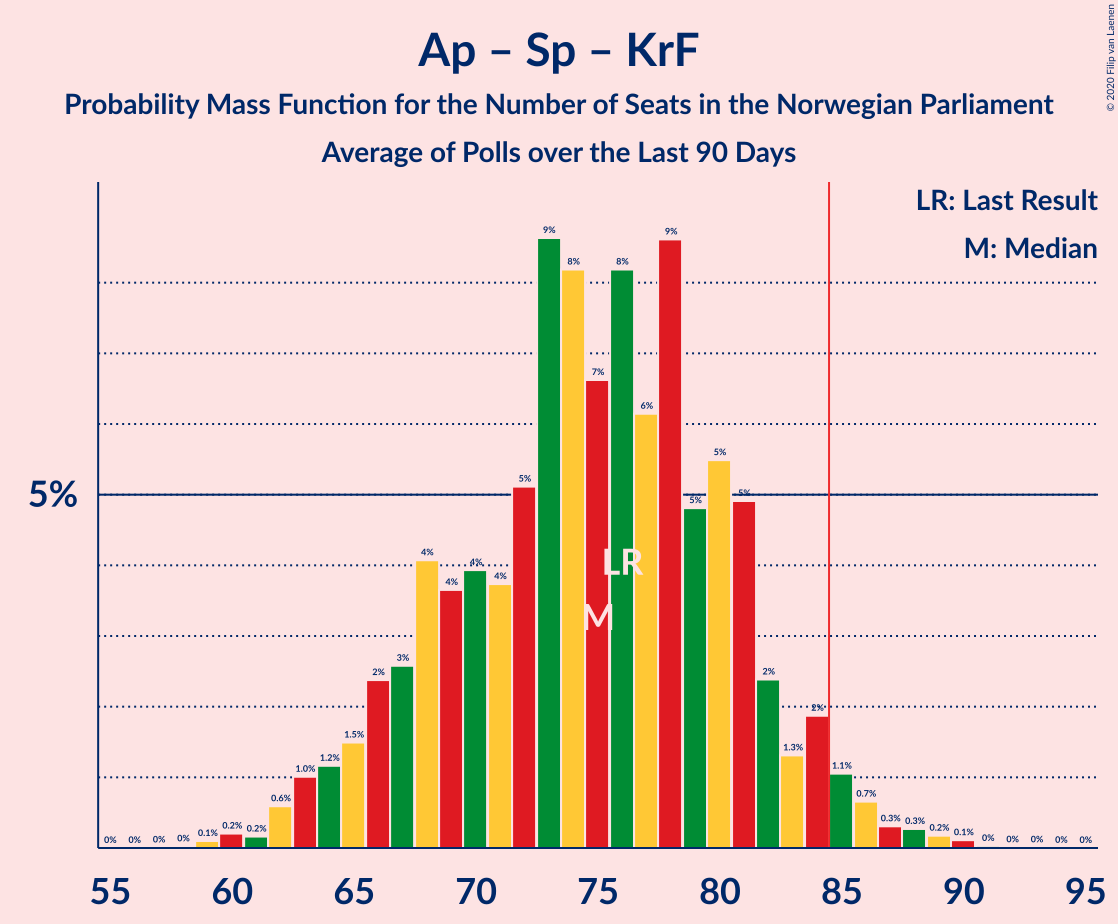 © 2020 Filip van Laenen
Ap – Sp – KrF
Probability Mass Function for the Number of Seats in the Norwegian Parliament
Average of Polls over the Last 90 Days
LR: Last Result
M: Median
5%
0% 0% 0% 0% 0.1% 0.2% 0.2% 0.6% 1.0% 1.2% 1.5% 2% 3% 4% 4% 4% 4% 5% 9% 8% 7% 8% 6% 9% 5% 5% 5% 2% 1.3% 2% 1.1% 0.7% 0.3% 0.3% 0.2% 0.1% 0% 0% 0% 0% 0%
LR
M
55 60 65 70 75 80 85 90 95